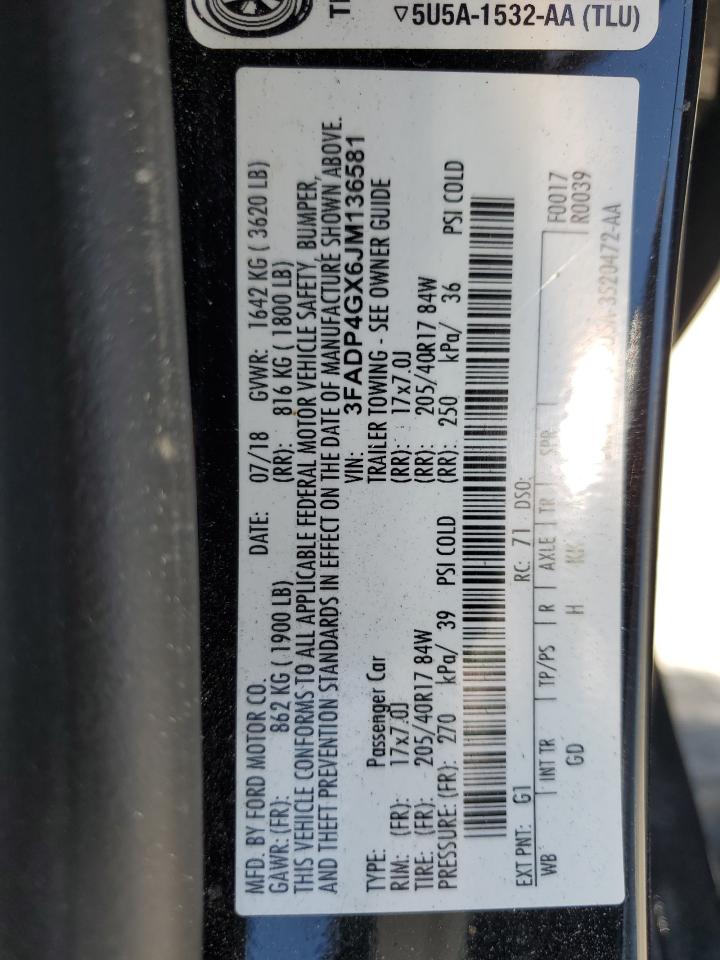 5U5A-1532-AA (TLU)
MFD. BY FORD MOTOR CO. DATE: 07/18 GVWR: 1642 KG ( 3620 LB)
GAWR: (FR): 862 KG ( 1900 LB) (RR): 816 KG ( 1800 LB)
THIS VEHICLE CONFORMS TO ALL APPLICABLE FEDERAL MOTOR VEHICLE SAFETY, BUMPER,
AND THEFT PREVENTION STANDARDS IN EFFECT ON THE DATE OF MANUFACTURE SHOWN ABOVE.
VIN: 3FADP4GX6JM136581
TYPE: Passenger Car TRAILER TOWING - SEE OWNER GUIDE
RIM: (FR): 17x7.0J (RR): 17x7.0J
TIRE: (FR): 205/40R17 84W (RR): 205/40R17 84W
PRESSURE: (FR): 270 kPa/ 39 PSI COLD (RR): 250 kPa/ 36 PSI COLD
EXT PNT: G1 RC: 71 DSO: F0017
WB INT TR TP/PS R AXLE TR SPR R0039
GD H KK
3520472-AA